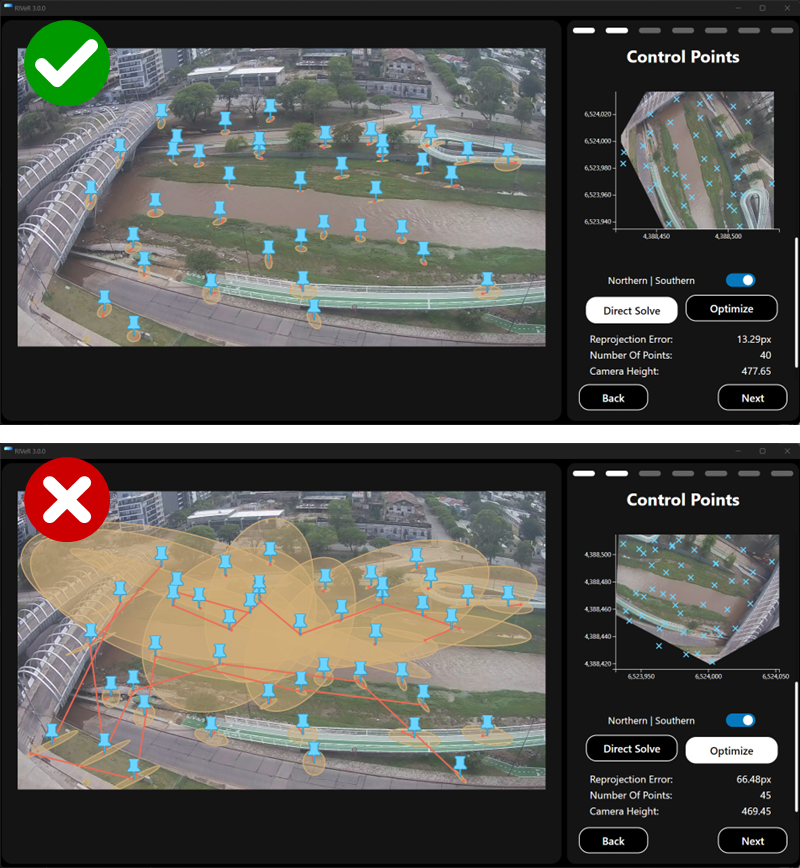 RIVeR 3.0.0
Control Points
6,524,020
6,524,000
6,523,980
6,523,960
6,523,940
4,388,450 4,388,500
Northern | Southern
Direct Solve Optimize
Reprojection Error: 13.29px
Number Of Points: 40
Camera Height: 477.65
Back Next
RIVeR 3.0.0
Control Points
4,388,500
4,388,480
4,388,460
4,388,440
4,388,420
6,523,950 6,524,000 6,524,050
Northern | Southern
Direct Solve Optimize
Reprojection Error: 66.48px
Number Of Points: 45
Camera Height: 469.45
Back Next